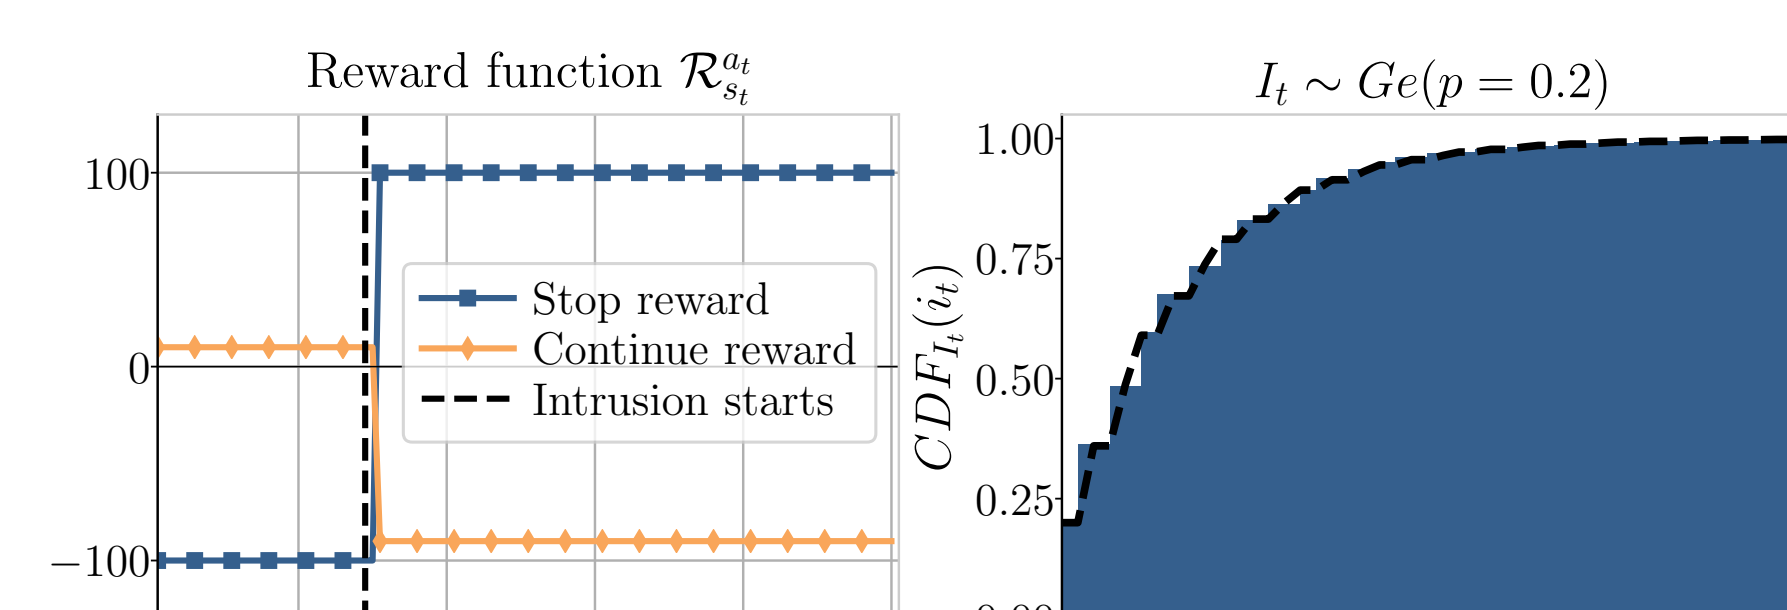 Reward function $\mathcal{R}^{a_t}_{s_t}$
100
0
−100
Stop reward
Continue reward
Intrusion starts
$I_t \sim Ge(p = 0.2)$
$CDF_{I_t}(i_t)$
1.00
0.75
0.50
0.25